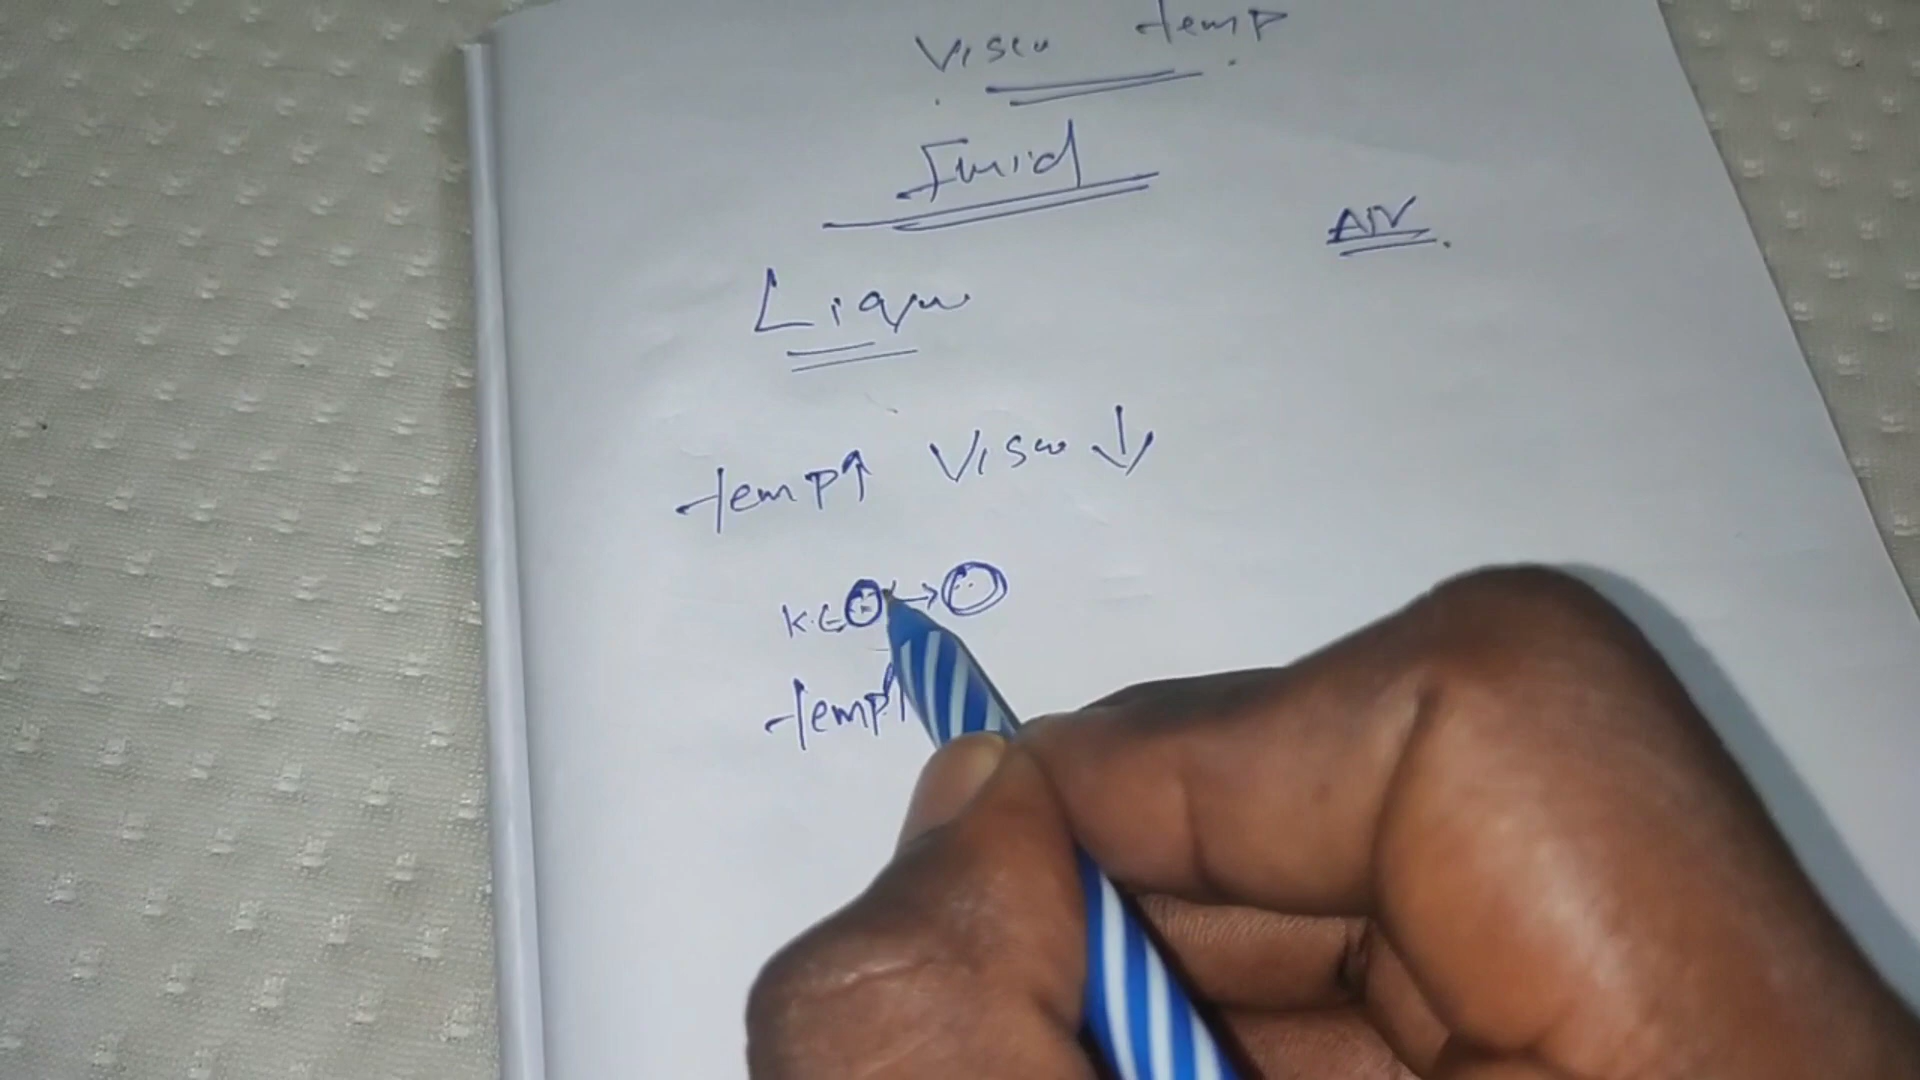 Visco temp
Fluid
Air
Liqu
temp↑ Visco ↓
K.E
temp↑